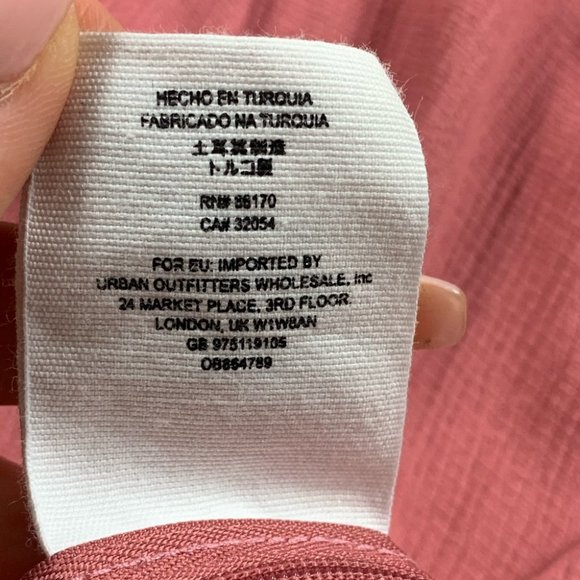 HECHO EN TURQUIA
FABRICADO NA TURQUIA
土耳其制造
トルコ製
RN# 66170
CA# 32054
FOR EU: IMPORTED BY
URBAN OUTFITTERS WHOLESALE, Inc
24 MARKET PLACE, 3RD FLOOR.
LONDON, UK W1W8AN
GB 975119105
OB864789